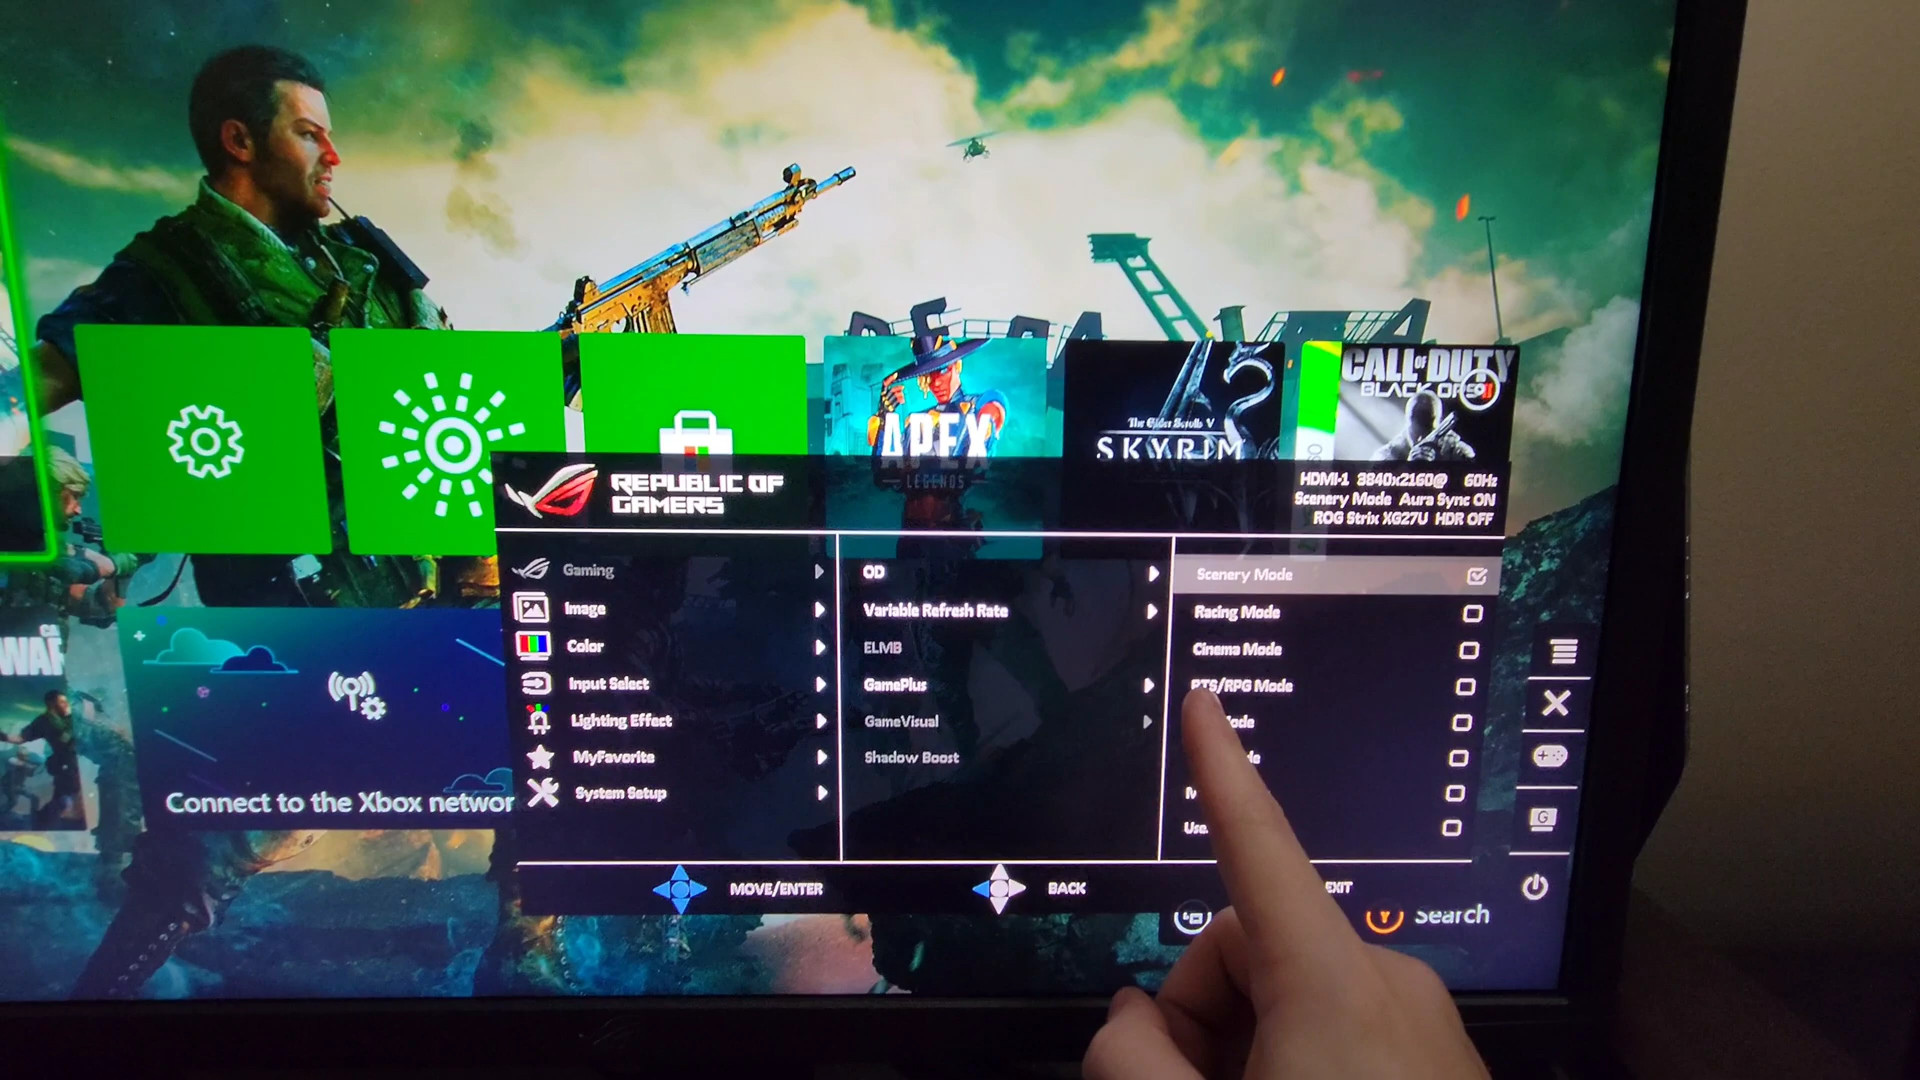 APEX
LEGENDS
The Elder Scrolls V
SKYRIM
CALL OF DUTY
BLACK OPS II
REPUBLIC OF
GAMERS
HDMI-1 3840x2160@ 60Hz
Scenery Mode Aura Sync ON
ROG Strix XG27U HDR OFF
Gaming
Image
Color
Input Select
Lighting Effect
MyFavorite
System Setup
OD
Variable Refresh Rate
ELMB
GamePlus
GameVisual
Shadow Boost
Scenery Mode
Racing Mode
Cinema Mode
RTS/RPG Mode
G
WAR
Connect to the Xbox networ
MOVE/ENTER
BACK
EXIT
Y Search